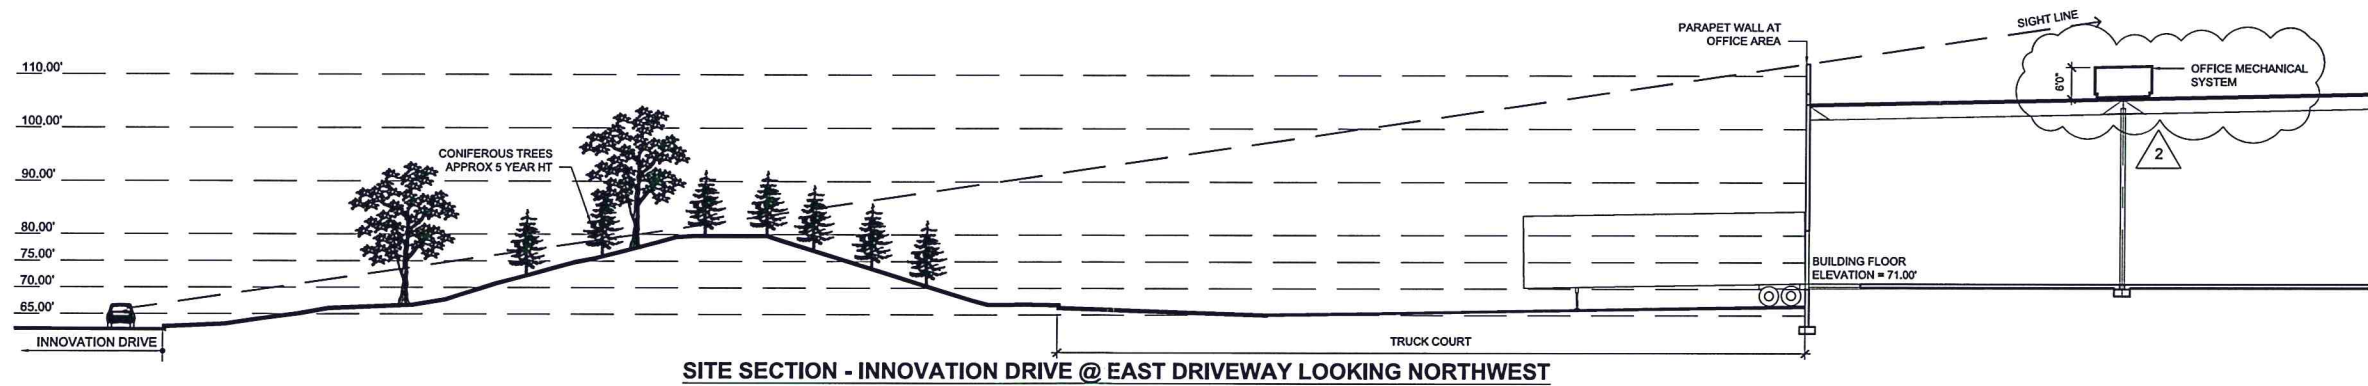 SIGHT LINE
PARAPET WALL AT
OFFICE AREA
110.00'
OFFICE MECHANICAL
SYSTEM
6'0"
100.00'
CONIFEROUS TREES
APPROX 5 YEAR HT
2
90.00'
80.00'
75.00'
BUILDING FLOOR
ELEVATION = 71.00'
70.00'
65.00'
INNOVATION DRIVE
TRUCK COURT
SITE SECTION - INNOVATION DRIVE @ EAST DRIVEWAY LOOKING NORTHWEST